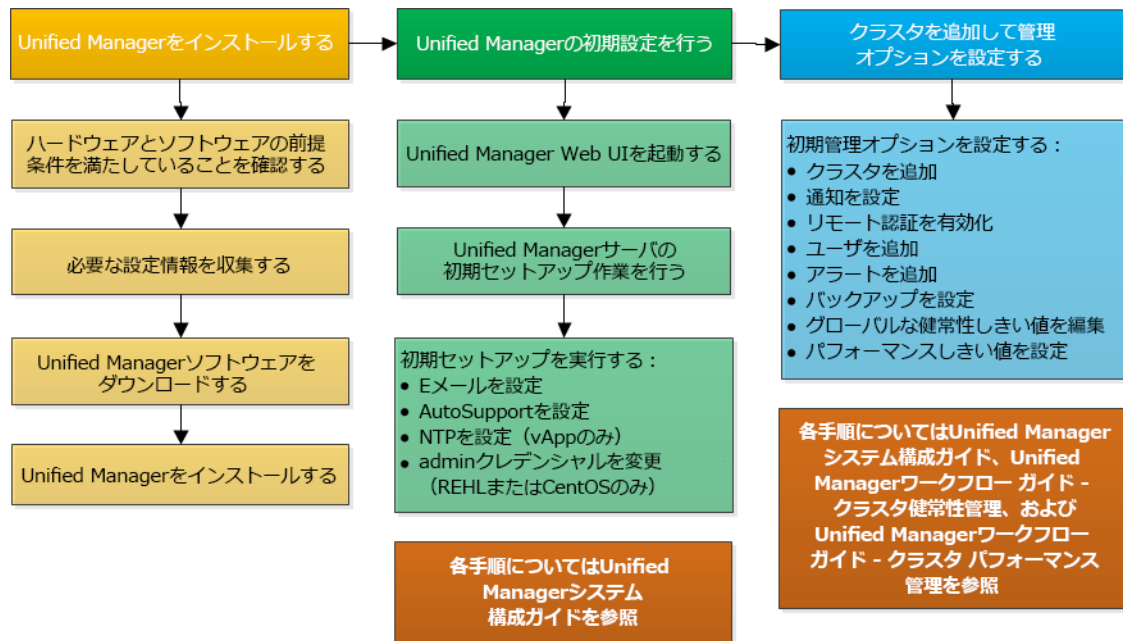 Unified Managerをインストールする
ハードウェアとソフトウェアの前提
条件を満たしていることを確認する
必要な設定情報を収集する
Unified Managerソフトウェアを
ダウンロードする
Unified Managerをインストールする
Unified Managerの初期設定を行う
Unified Manager Web UIを起動する
Unified Managerサーバの
初期セットアップ作業を行う
初期セットアップを実行する：
• Eメールを設定
• AutoSupportを設定
• NTPを設定（vAppのみ）
• adminクレデンシャルを変更
（REHLまたはCentOSのみ）
各手順についてはUnified
Managerシステム
構成ガイドを参照
クラスタを追加して管理
オプションを設定する
初期管理オプションを設定する：
• クラスタを追加
• 通知を設定
• リモート認証を有効化
• ユーザを追加
• アラートを追加
• バックアップを設定
• グローバルな健常性しきい値を編集
• パフォーマンスしきい値を設定
各手順についてはUnified Manager
システム構成ガイド、Unified
Managerワークフロー ガイド -
クラスタ健常性管理、および
Unified Managerワークフロー
ガイド - クラスタ パフォーマンス
管理を参照